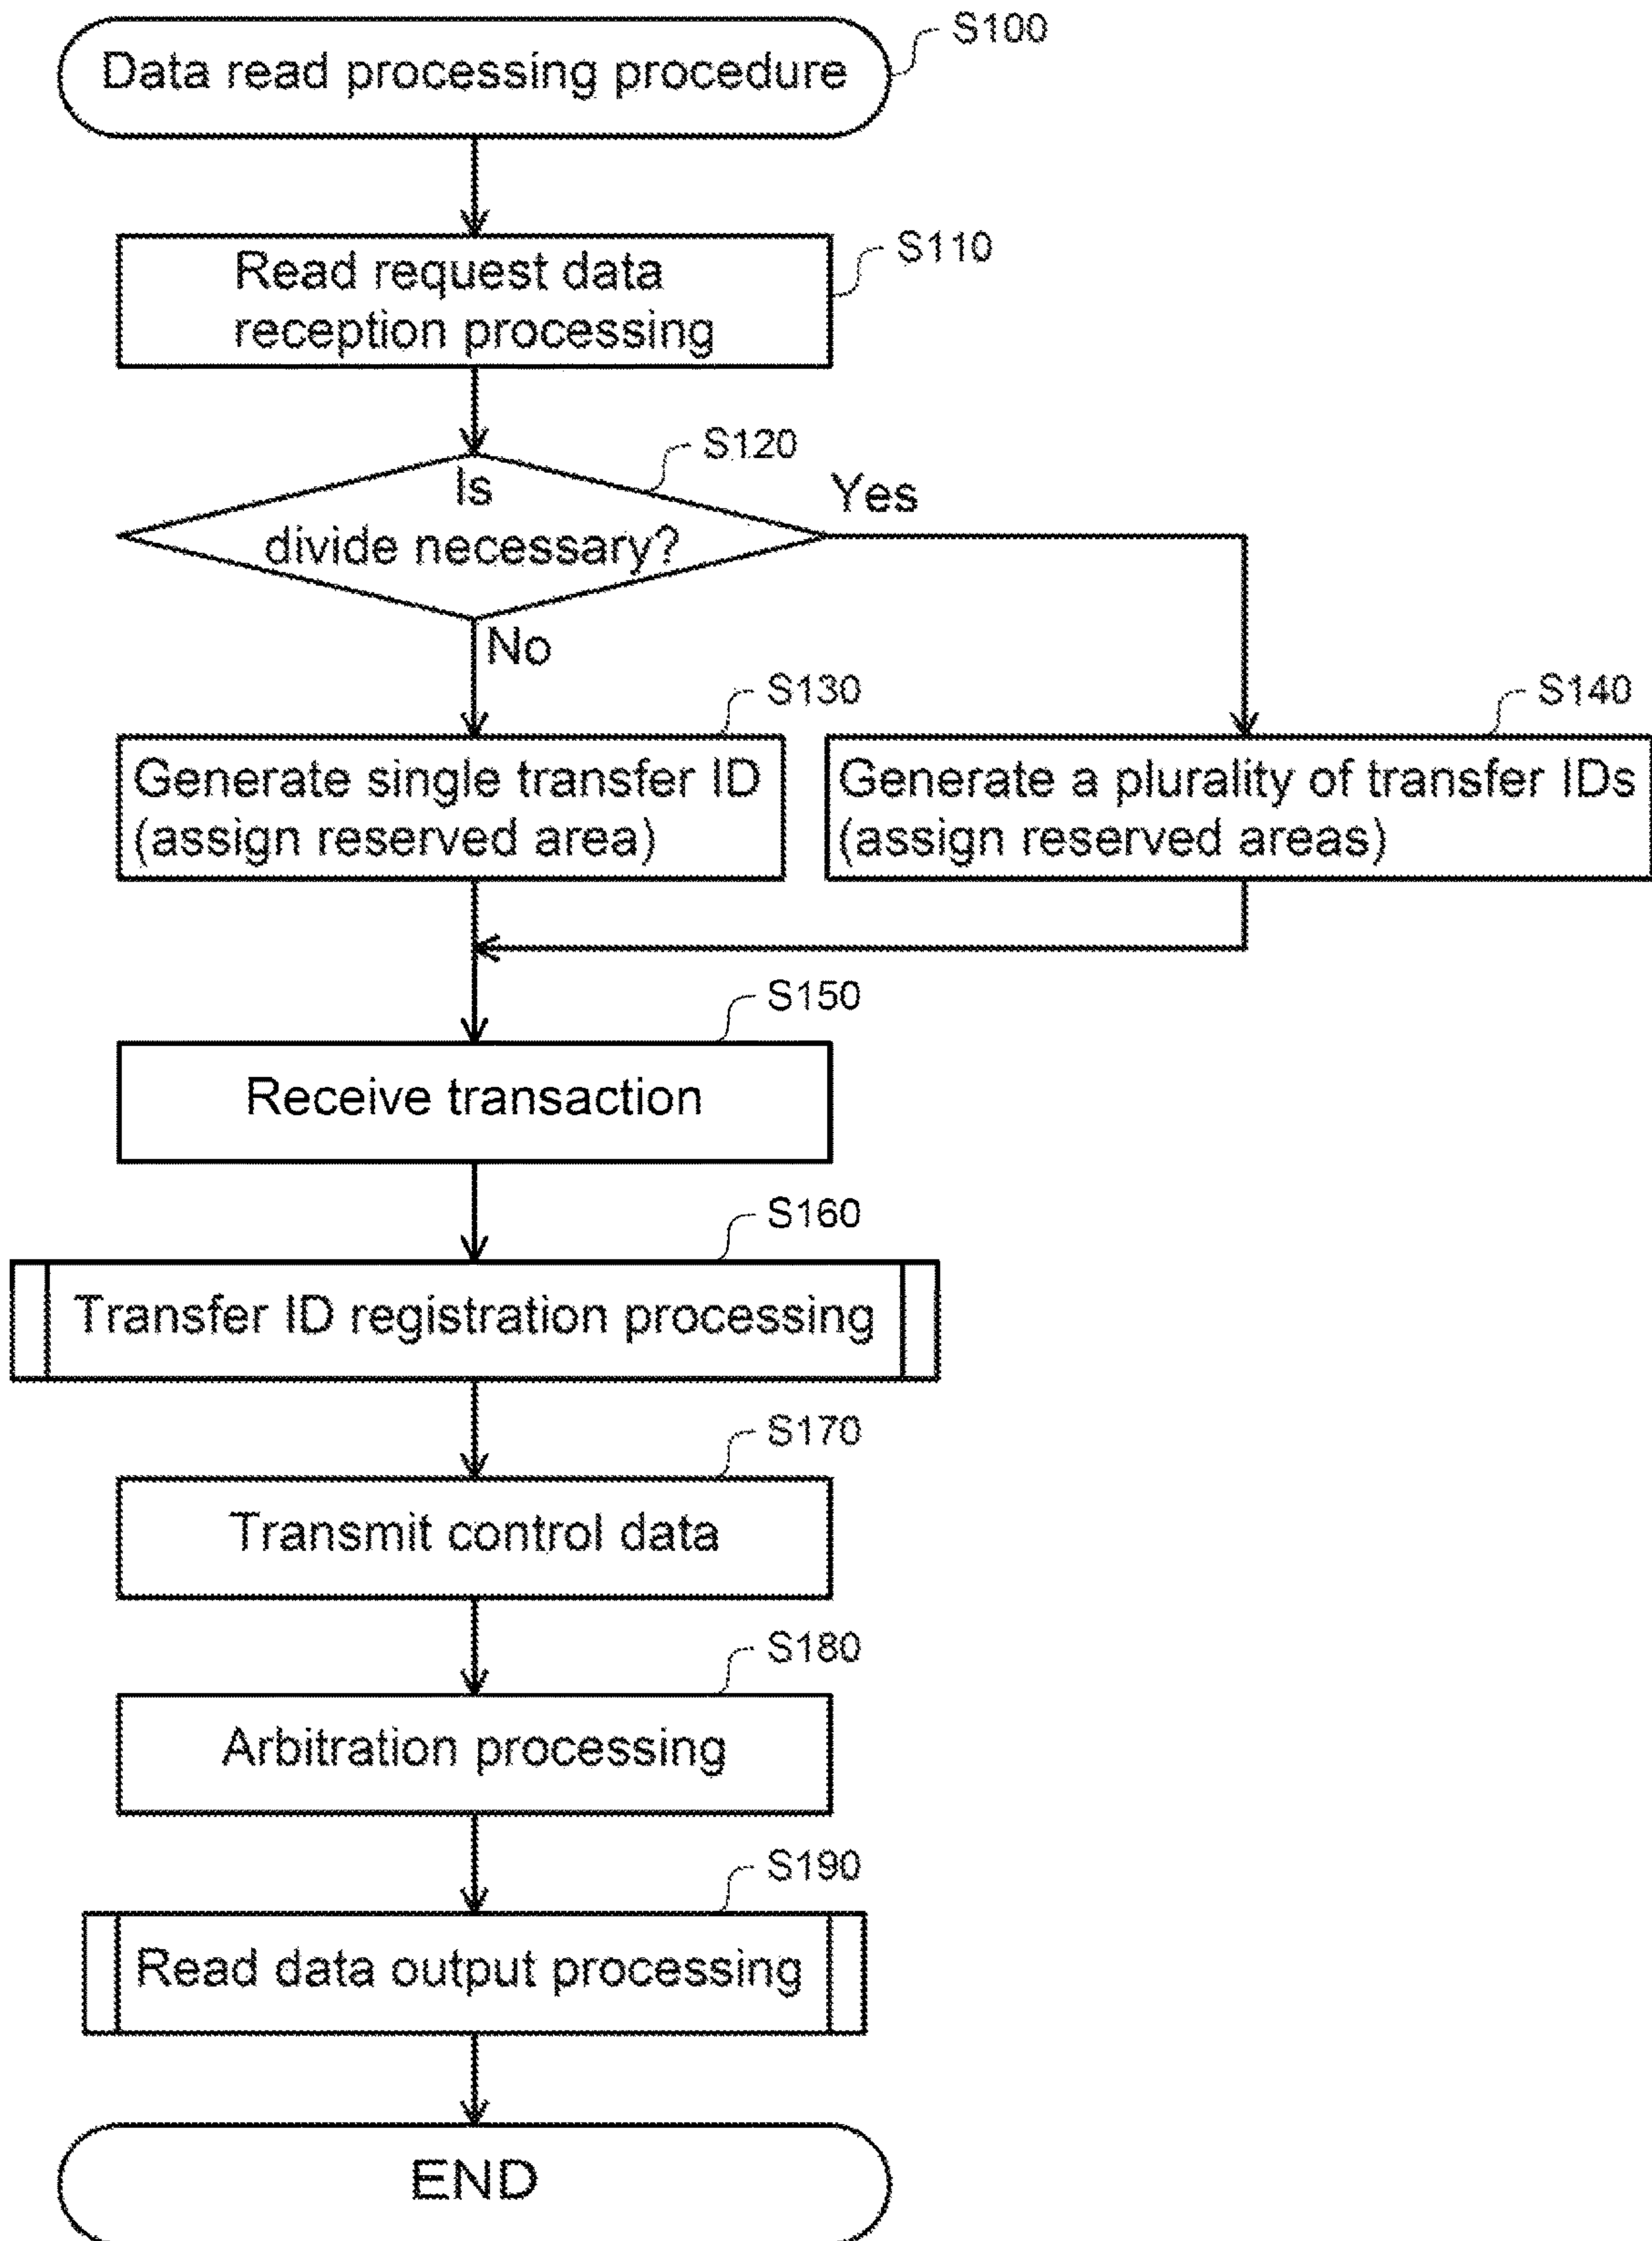 S100
Data read processing procedure
S110
Read request data
reception processing
S120
Is
divide necessary?
Yes
No
S130
Generate single transfer ID
(assign reserved area)
S140
Generate a plurality of transfer IDs
(assign reserved areas)
S150
Receive transaction
S160
Transfer ID registration processing
S170
Transmit control data
S180
Arbitration processing
S190
Read data output processing
END